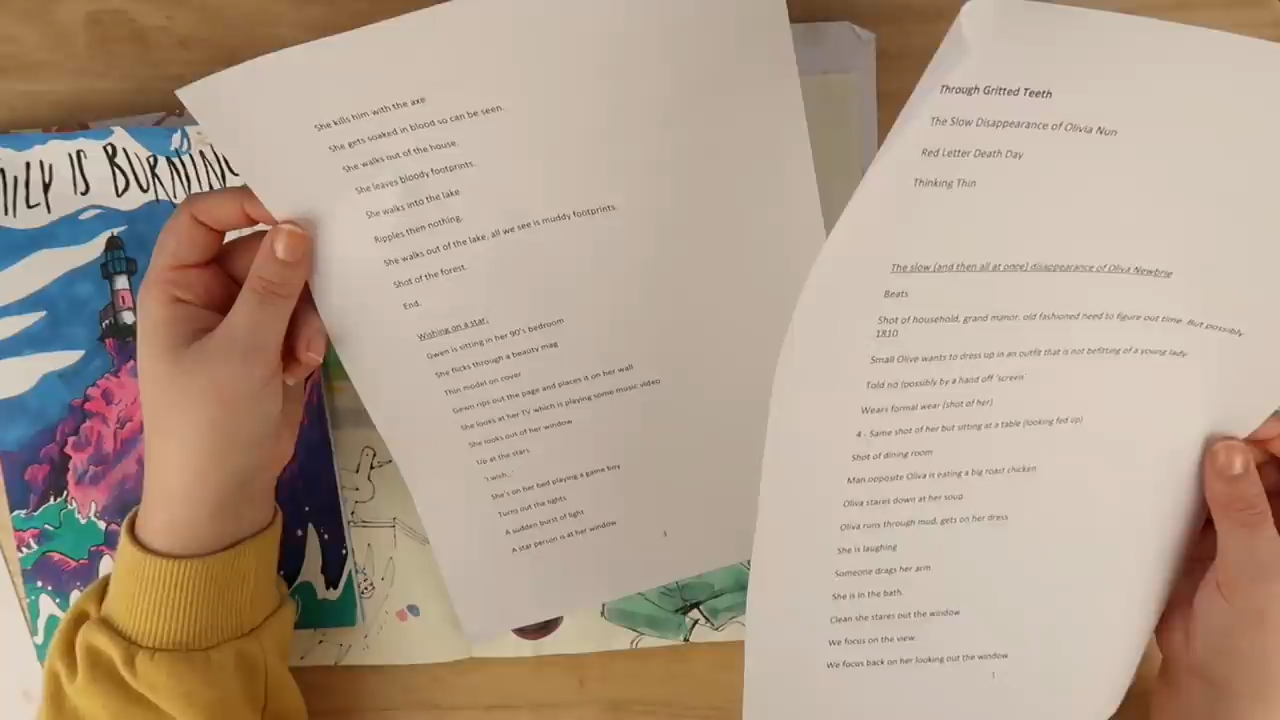 MILY IS BURNING
She kills him with the axe
She gets soaked in blood so can be seen.
She walks out of the house.
She leaves bloody footprints.
She walks into the lake
Ripples then nothing.
She walks out of the lake, all we see is muddy footprints.
Shot of the forest.
End.
Wishing on a star.
Gwen is sitting in her 90's bedroom
She flicks through a beauty mag
Thin model on cover
Gewn rips out the page and places it on her wall
She looks at her TV which is playing some music video
She looks out of her window
Up at the stars
'I wish...'
She's on her bed playing a game boy
Turns out the lights
A sudden burst of light
A star person is at her window
3
Through Gritted Teeth
The Slow Disappearance of Olivia Nun
Red Letter Death Day
Thinking Thin
The slow (and then all at once) disappearance of Oliva Newbrie
Beats
Shot of household, grand manor, old fashioned need to figure out time. But possibly
1810
Small Olive wants to dress up in an outfit that is not befitting of a young lady
Told no (possibly by a hand off 'screen'
Wears formal wear (shot of her)
4 - Same shot of her but sitting at a table (looking fed up)
Shot of dining room
Man opposite Oliva is eating a big roast chicken
Oliva stares down at her soup
Oliva runs through mud, gets on her dress
She is laughing
Someone drags her arm
She is in the bath.
Clean she stares out the window
We focus on the view.
We focus back on her looking out the window
1